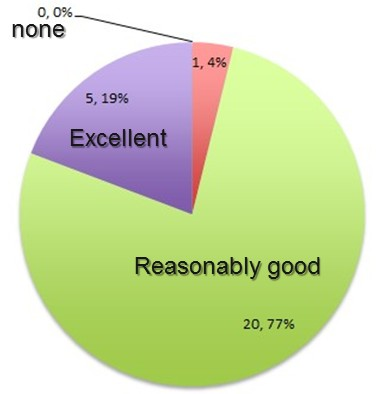 0, 0%
none
1, 4%
5, 19%
Excellent
Reasonably good
20, 77%